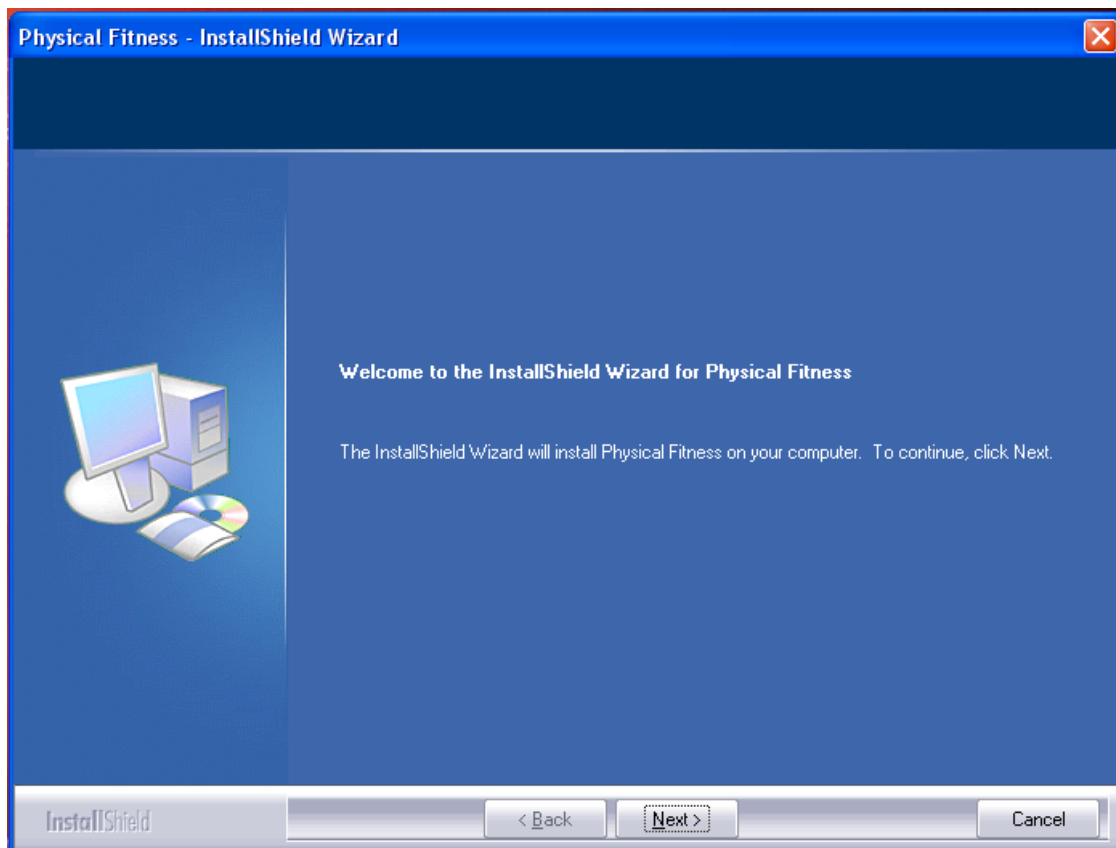 Physical Fitness - InstallShield Wizard
Welcome to the InstallShield Wizard for Physical Fitness
The InstallShield Wizard will install Physical Fitness on your computer. To continue, click Next.
InstallShield
< Back
Next >
Cancel